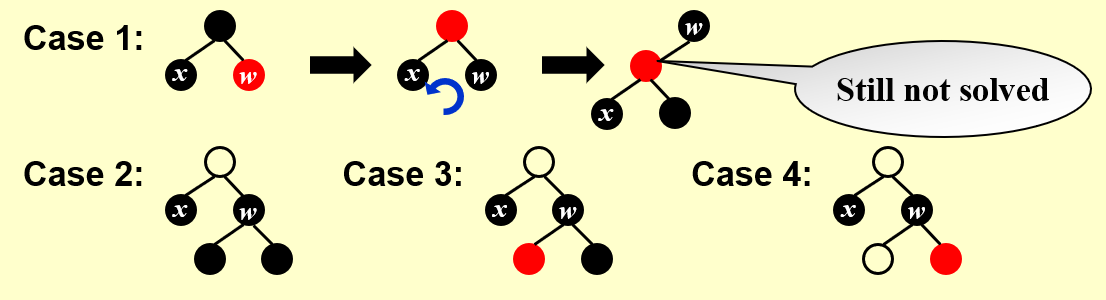 Case 1:
x w
x w
w
x
Still not solved
Case 2:
x w
Case 3:
x w
Case 4:
x w